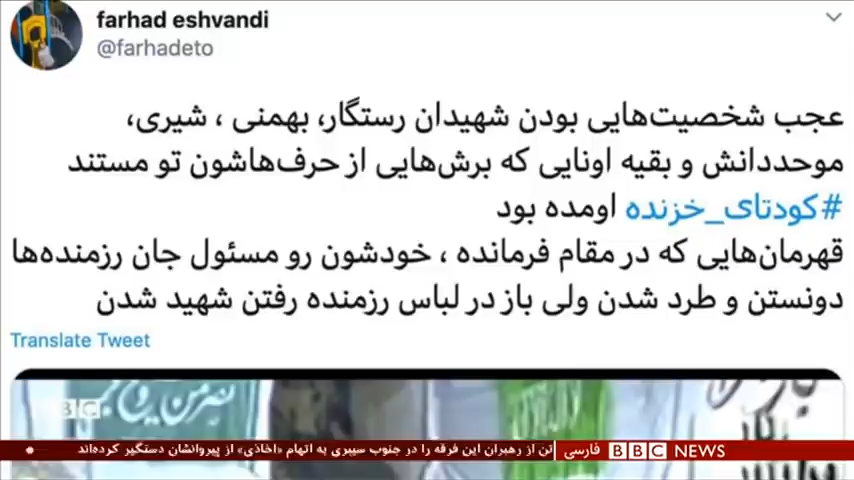 farhad eshvandi
@farhadeto
عجب شخصیت‌هایی بودن شهیدان رستگار، بهمنی ، شیری،
موحددانش و بقیه اونایی که برش‌هایی از حرف‌هاشون تو مستند
#کودتای_خزنده اومده بود
قهرمان‌هایی که در مقام فرمانده ، خودشون رو مسئول جان رزمنده‌ها
دونستن و طرد شدن ولی باز در لباس رزمنده رفتن شهید شدن
Translate Tweet
BBC
BBC NEWS فارسی
تن از رهبران این فرقه را در جنوب سیبری به اتهام «اخاذی» از پیروانشان دستگیر کرده‌اند